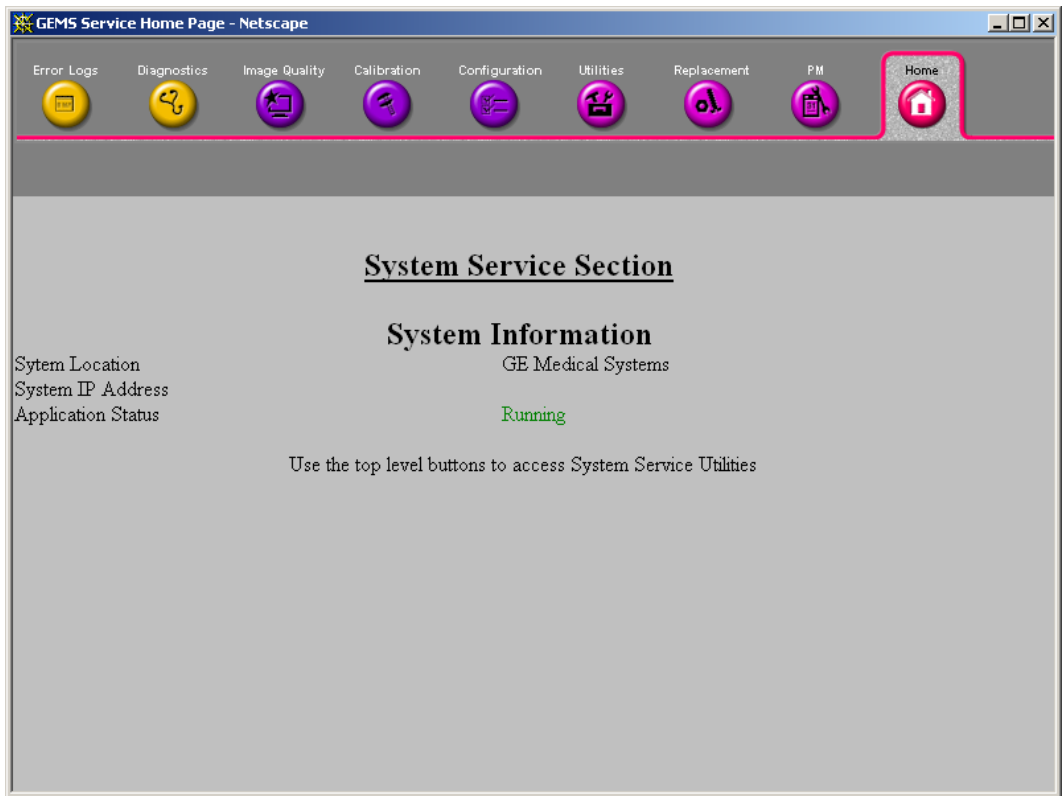 GEMS Service Home Page - Netscape
Error Logs Diagnostics Image Quality Calibration Configuration Utilities Replacement PM Home
System Service Section
System Information
Sytem Location GE Medical Systems
System IP Address
Application Status Running
Use the top level buttons to access System Service Utilities